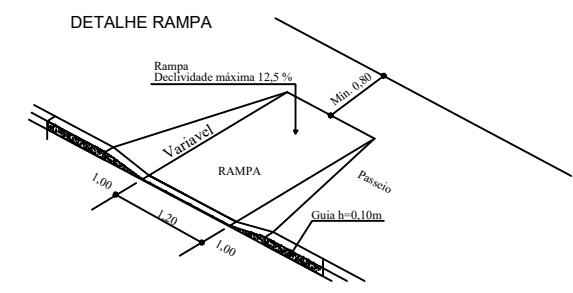 DETALHE RAMPA
Rampa
Declividade máxima 12,5 %
Min. 0,80
Variavel
RAMPA
Passeio
1,00
1,20
1,00
Guia h=0,10m